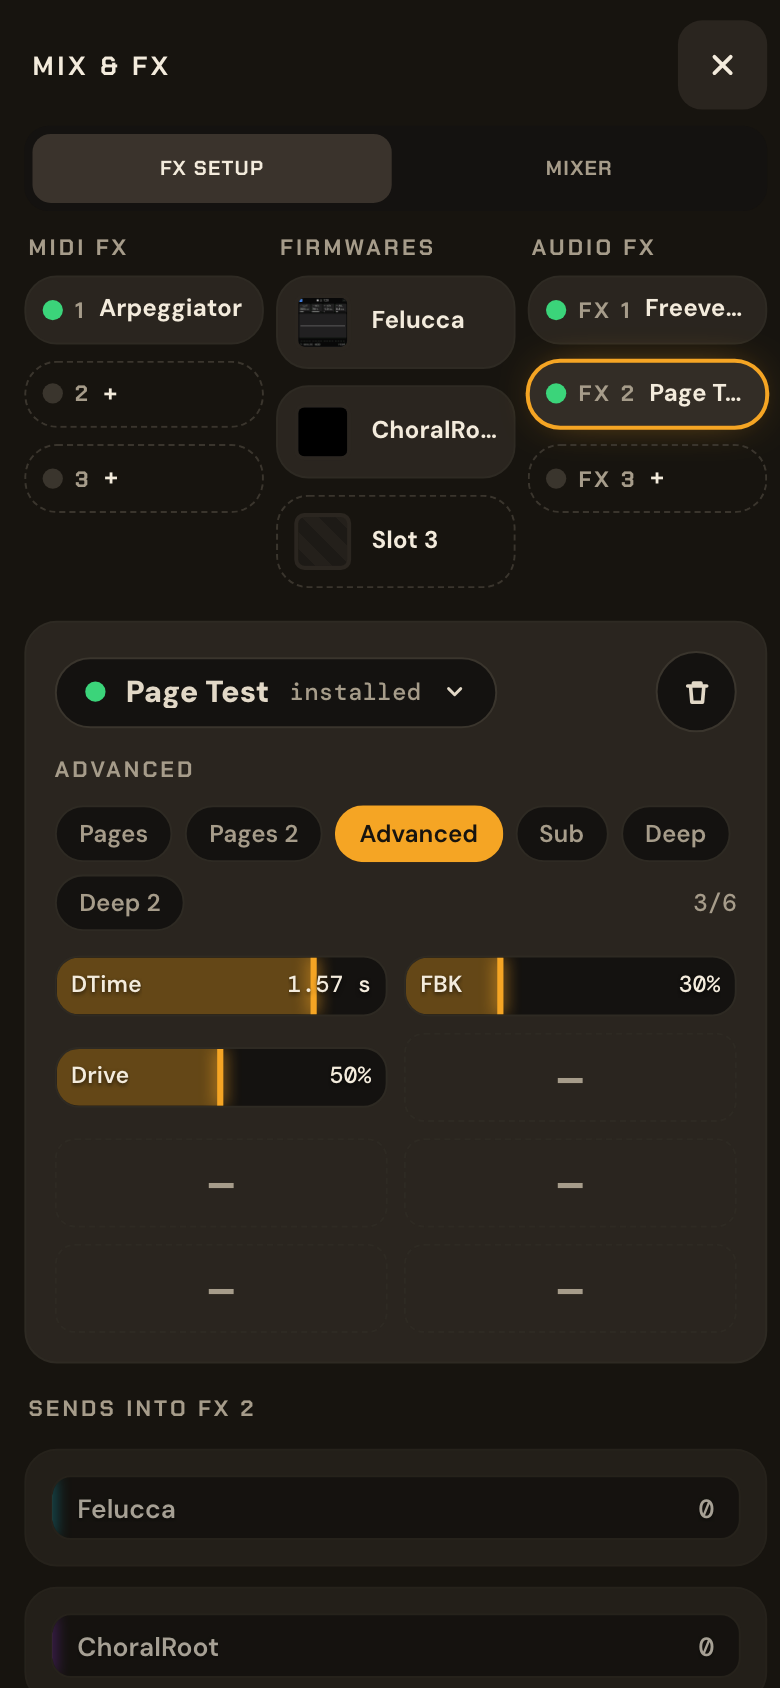 MIX & FX
FX SETUP
MIXER
MIDI FX
FIRMWARES
AUDIO FX
1 Arpeggiator
2 +
3 +
Felucca
ChoralRo...
Slot 3
FX 1 Freeve...
FX 2 Page T...
FX 3 +
Page Test installed
ADVANCED
Pages
Pages 2
Advanced
Sub
Deep
Deep 2
3/6
DTime 1.57 s
FBK 30%
Drive 50%
—
—
—
—
—
SENDS INTO FX 2
Felucca 0
ChoralRoot 0